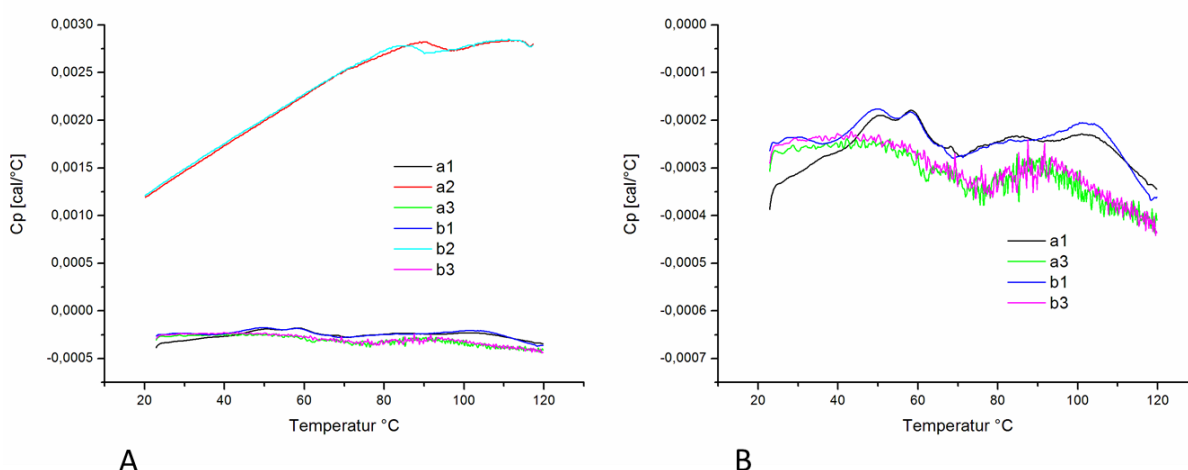 0,0030
0,0025
0,0020
0,0015
0,0010
0,0005
0,0000
-0,0005
Cp [cal/°C]
a1
a2
a3
b1
b2
b3
20 40 60 80 100 120
Temperatur °C
A
0,0000
-0,0001
-0,0002
-0,0003
-0,0004
-0,0005
-0,0006
-0,0007
Cp [cal/°C]
a1
a3
b1
b3
20 40 60 80 100 120
Temperatur °C
B